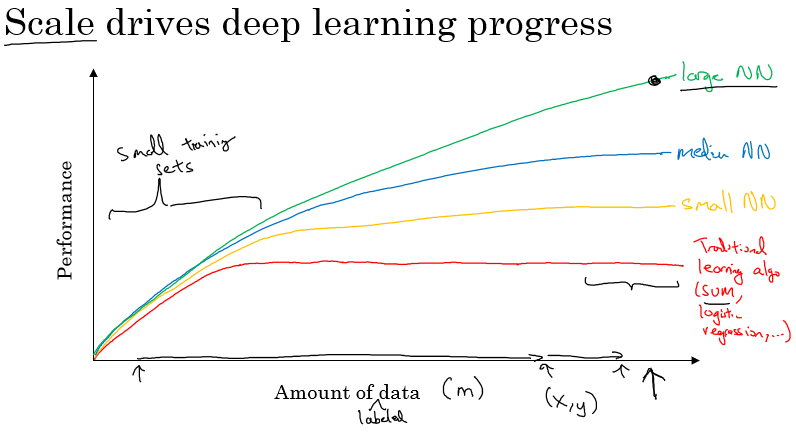 Scale drives deep learning progress
large NN
small training
sets
medium NN
small NN
Performance
Traditional
learning algo
(SVM,
logistic
regression,...)
Amount of data (m)
labeled
(x,y)